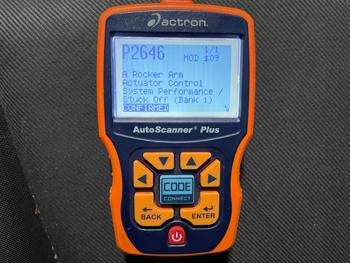 actron.
P2646 1/1
MOD $09
A Rocker Arm
Actuator Control
System Performance /
Stuck Off (Bank 1)
CONFIRMED
AutoScanner® Plus
CODE
CONNECT
BACK
ENTER